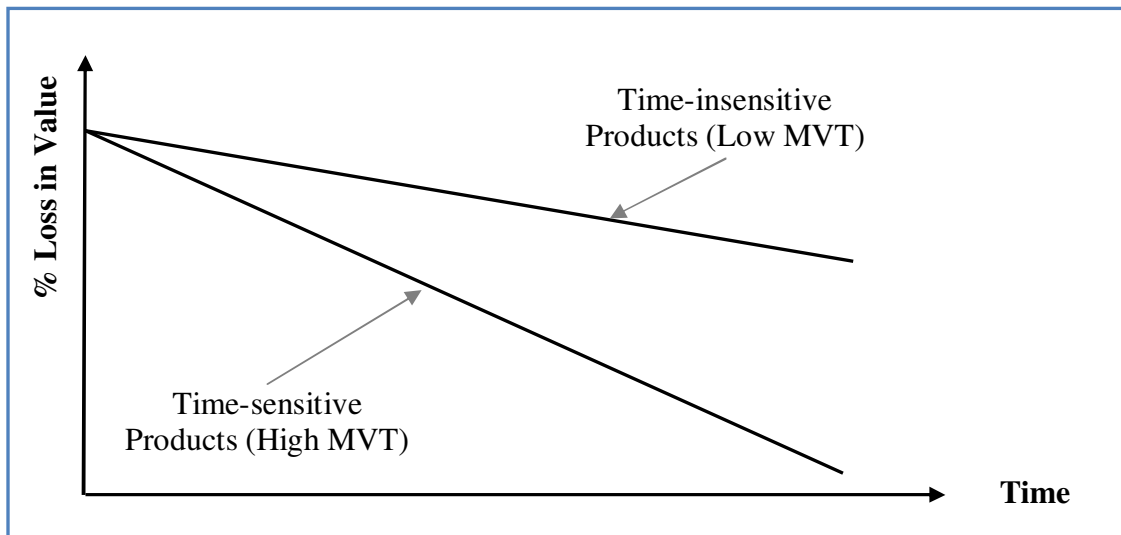 % Loss in Value
Time-insensitive
Products (Low MVT)
Time-sensitive
Products (High MVT)
Time